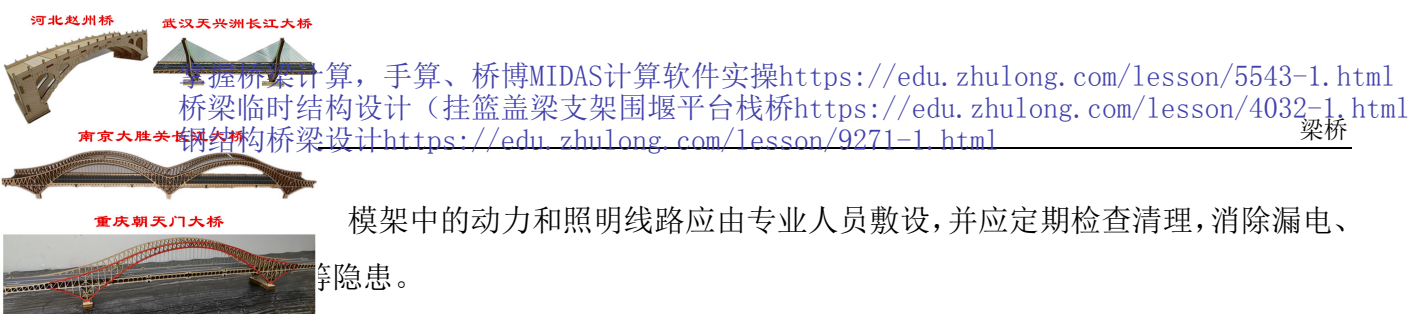 河北赵州桥
武汉天兴洲长江大桥
掌握桥梁计算，手算、桥博MIDAS计算软件实操https://edu.zhulong.com/lesson/5543-1.html
桥梁临时结构设计（挂篮盖梁支架围堰平台栈桥https://edu.zhulong.com/lesson/4032-1.html
南京大胜关长江大桥
钢结构桥梁设计https://edu.zhulong.com/lesson/9271-1.html
梁桥
重庆朝天门大桥
模架中的动力和照明线路应由专业人员敷设，并应定期检查清理，消除漏电、
等隐患。